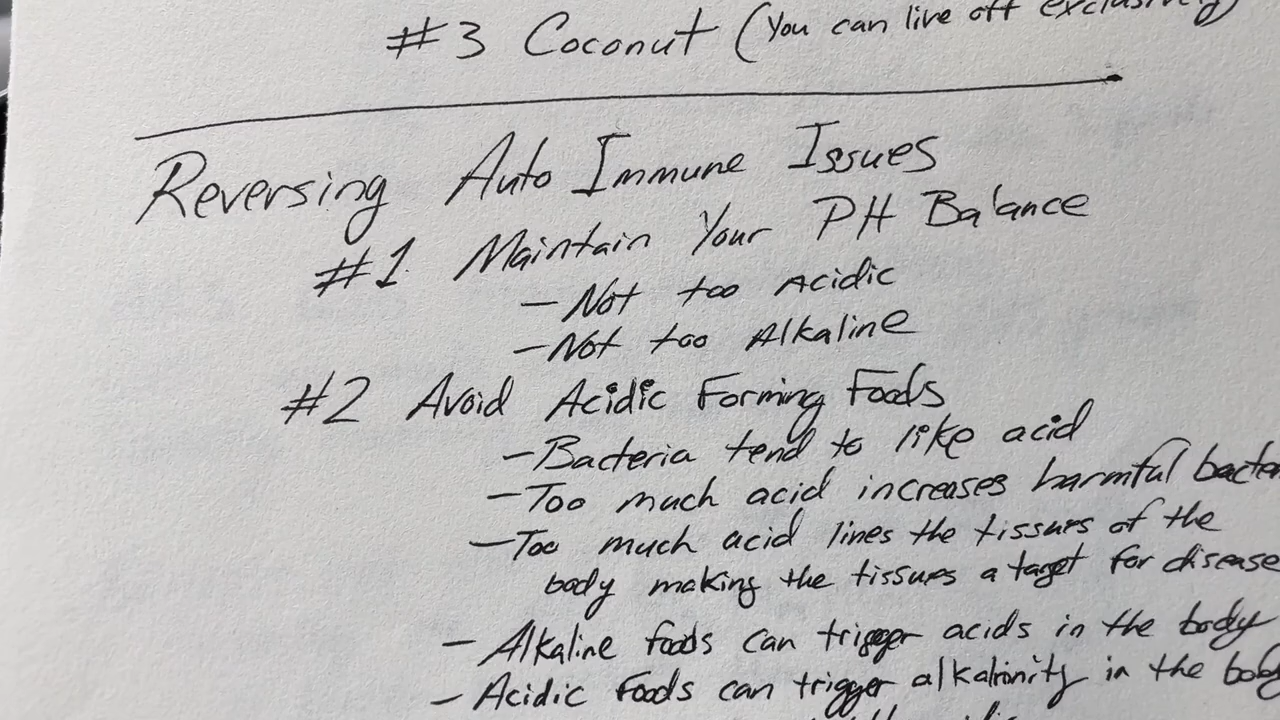 #3 Coconut (You can live off exclusively)
Reversing Auto Immune Issues
#1 Maintain Your PH Balance
- Not too Acidic
- Not too Alkaline
#2 Avoid Acidic Forming Foods
- Bacteria tend to like acid
- Too much acid increases harmful bacter
- Too much acid lines the tissues of the
body making the tissues a target for disease
- Alkaline foods can trigger acids in the body
- Acidic Foods can trigger alkalinity in the body